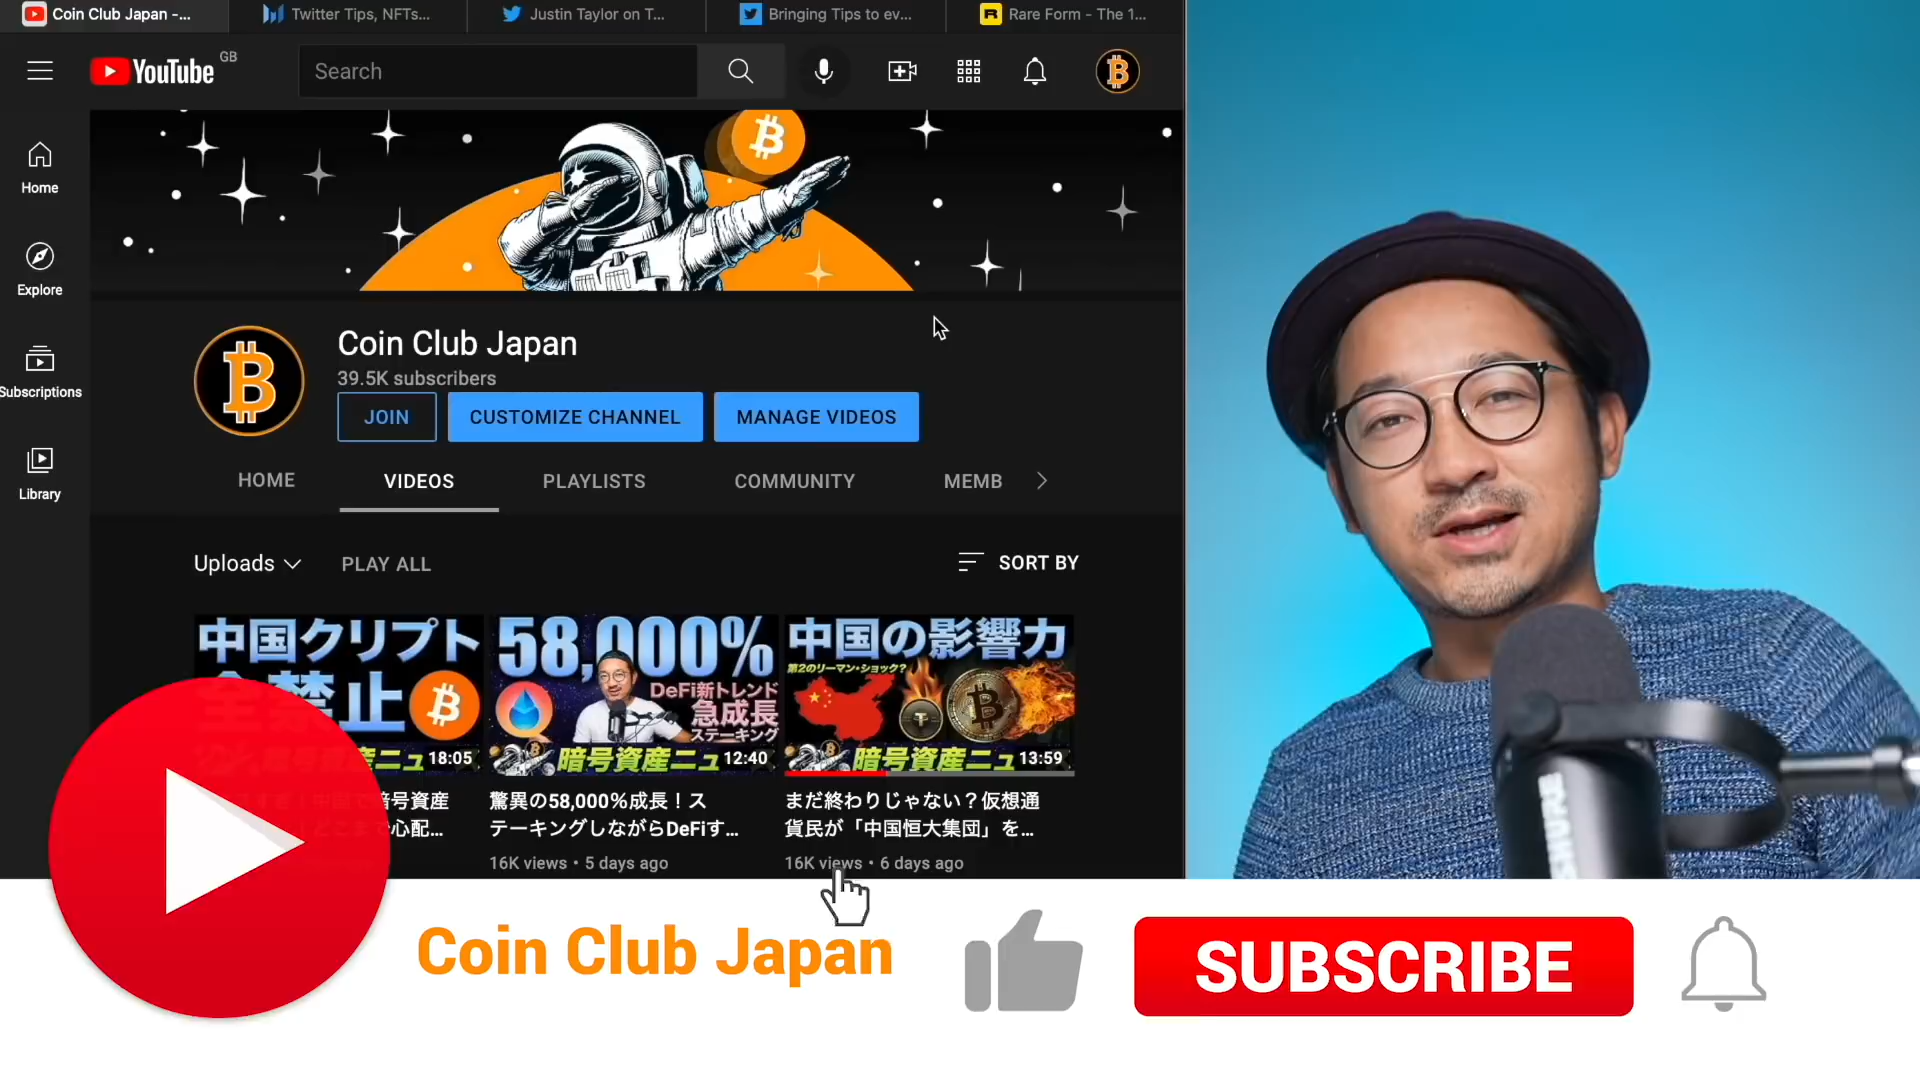 Coin Club Japan -...
Twitter Tips, NFTs...
Justin Taylor on T...
Bringing Tips to ev...
Rare Form - The 1...
YouTube GB
Search
Home
Explore
Subscriptions
Library
Coin Club Japan
39.5K subscribers
JOIN
CUSTOMIZE CHANNEL
MANAGE VIDEOS
HOME
VIDEOS
PLAYLISTS
COMMUNITY
MEMB
Uploads
PLAY ALL
SORT BY
中国クリプト
全禁止
18:05
58,000%
DeFi新トレンド
急成長
ステーキング
暗号資産ニュ
12:40
中国の影響力
第2のリーマン・ショック?
暗号資産ニュ
13:59
暗号資産
心配...
驚異の58,000%成長！ス
テーキングしながらDeFiす...
16K views • 5 days ago
まだ終わりじゃない？仮想通
貨民が「中国恒大集団」を...
16K views • 6 days ago
SHURE
Coin Club Japan
SUBSCRIBE